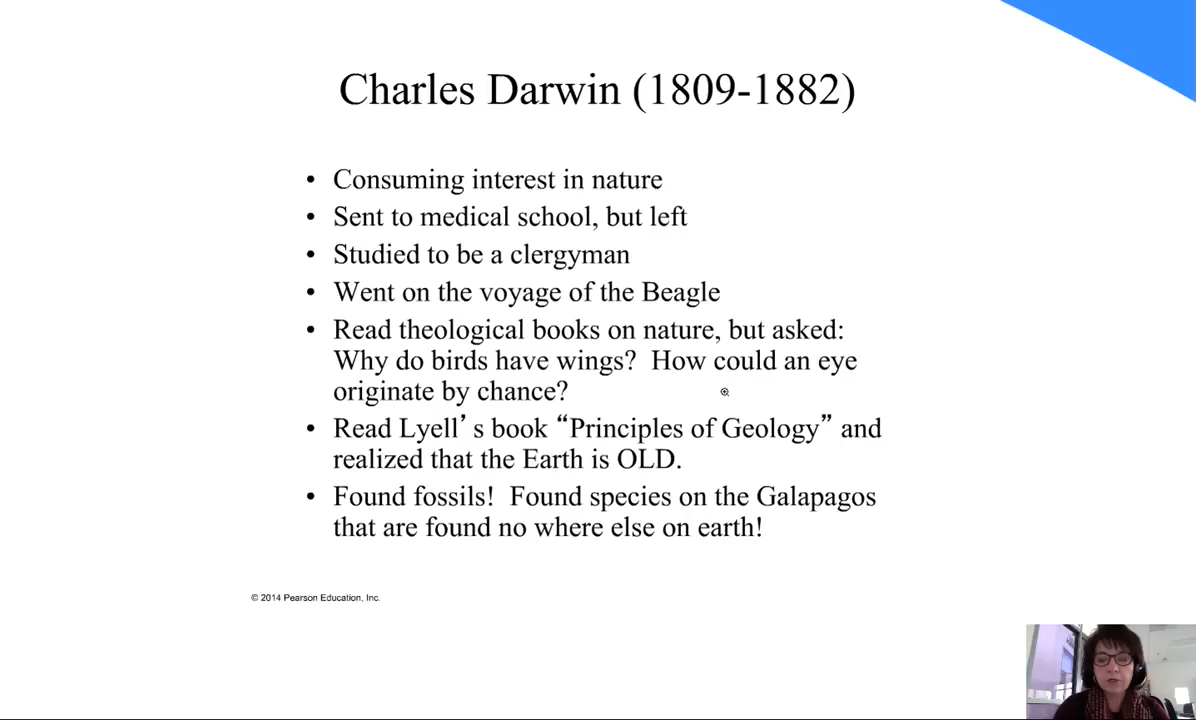 Charles Darwin (1809-1882)
• Consuming interest in nature
• Sent to medical school, but left
• Studied to be a clergyman
• Went on the voyage of the Beagle
• Read theological books on nature, but asked:
Why do birds have wings?  How could an eye
originate by chance?
• Read Lyell’s book “Principles of Geology” and
realized that the Earth is OLD.
• Found fossils!  Found species on the Galapagos
that are found no where else on earth!
© 2014 Pearson Education, Inc.